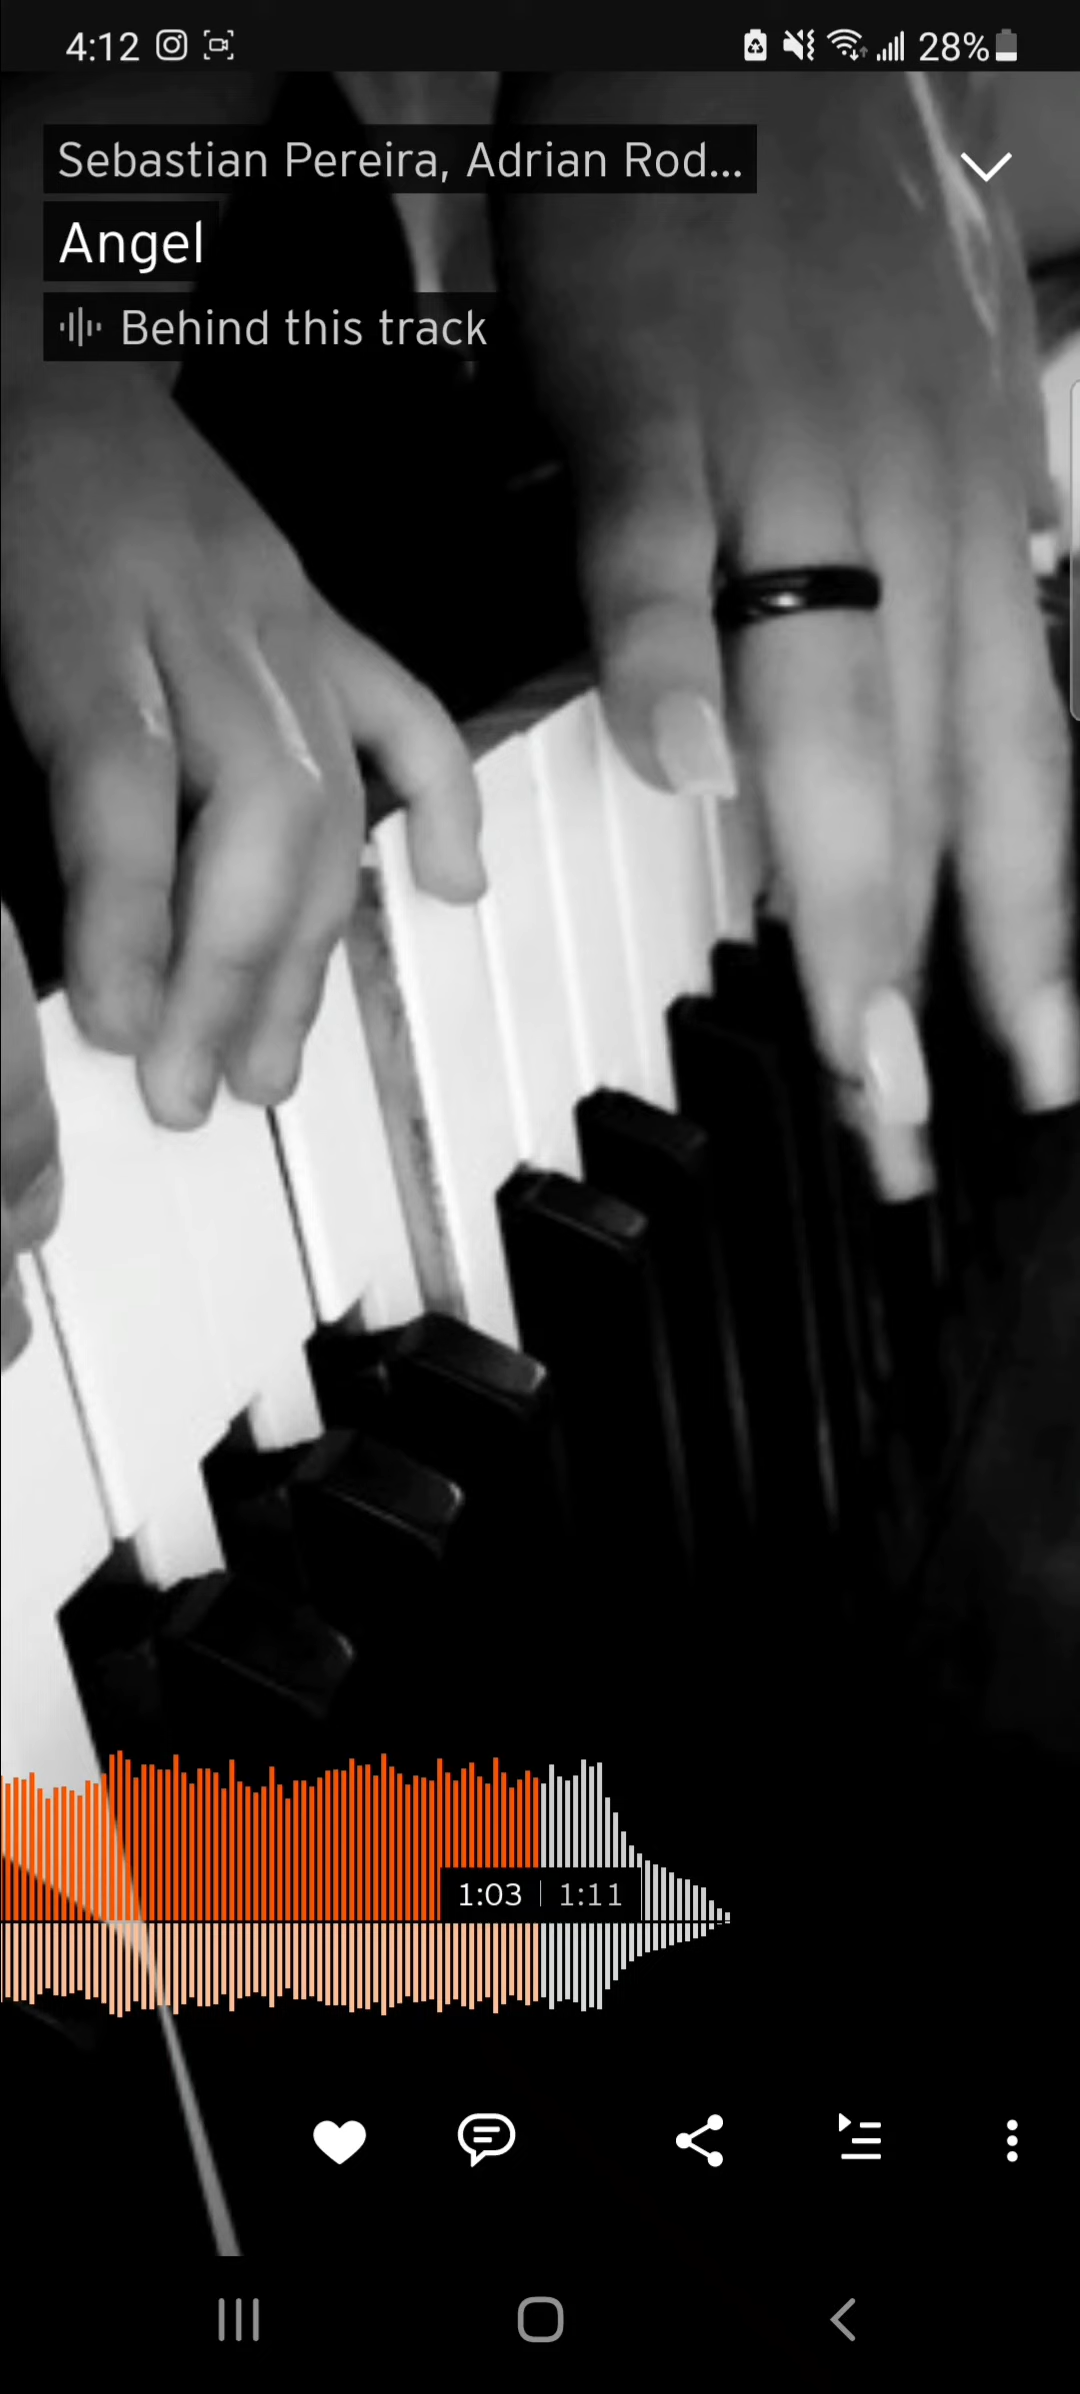 4:12 28%
Sebastian Pereira, Adrian Rod...
Angel
Behind this track
1:03 | 1:11